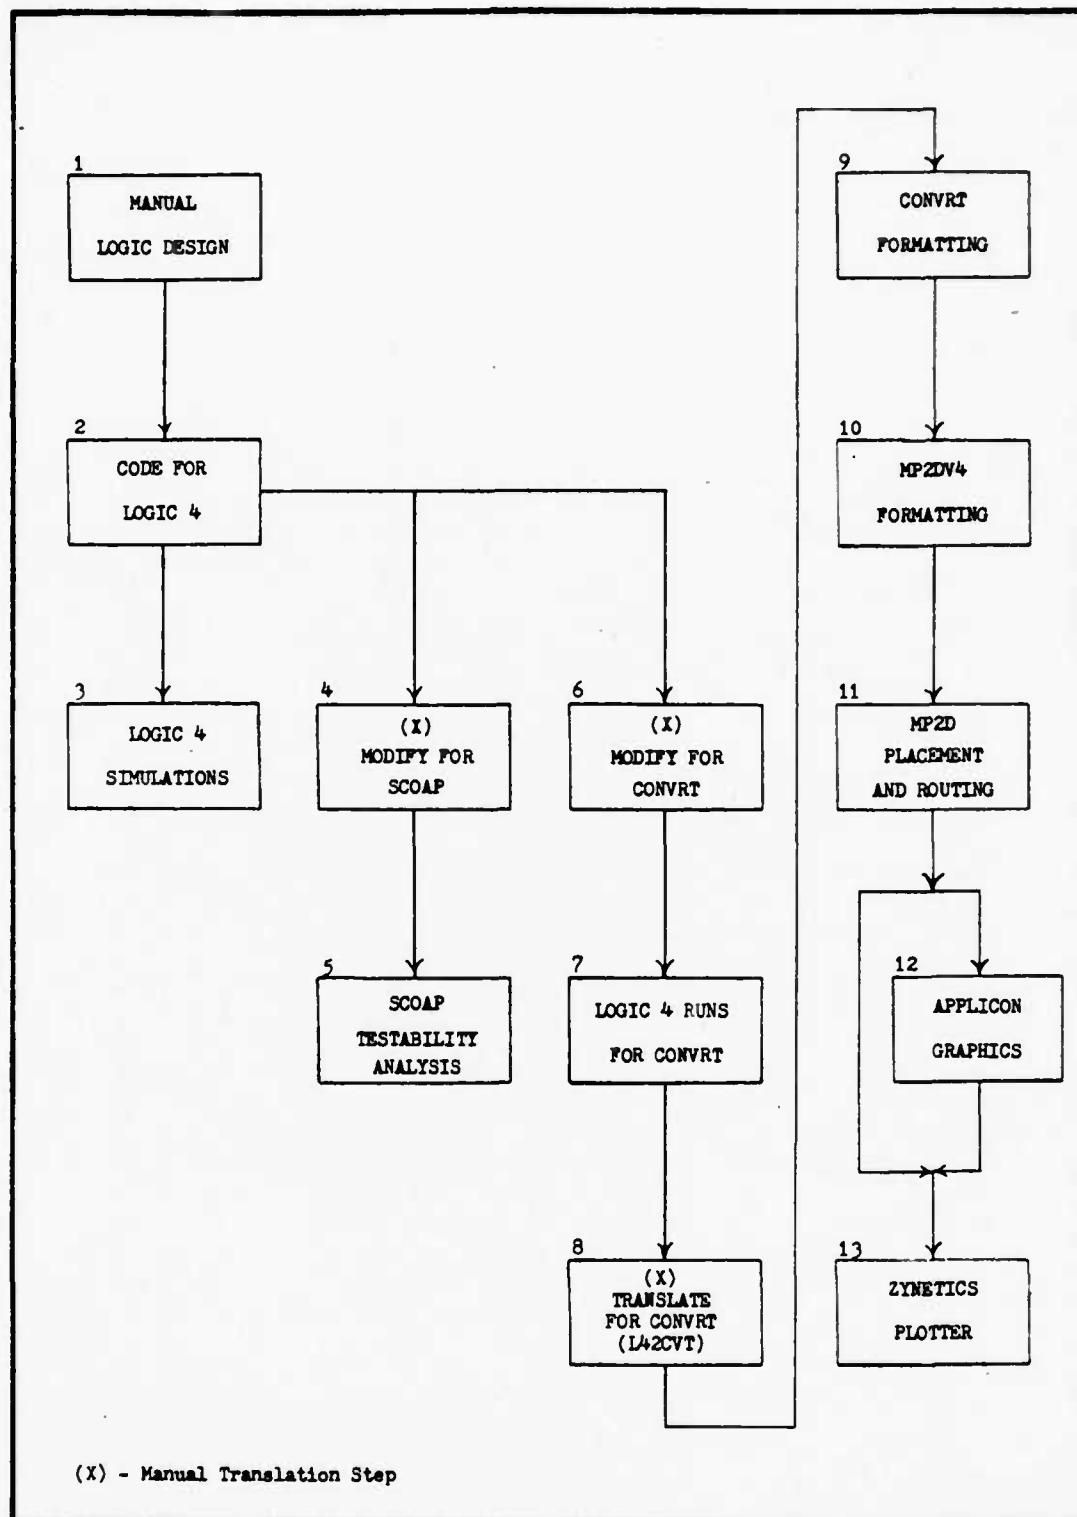 1
MANUAL
LOGIC DESIGN
2
CODE FOR
LOGIC 4
3
LOGIC 4
SIMULATIONS
4
(X)
MODIFY FOR
SCOAP
5
SCOAP
TESTABILITY
ANALYSIS
6
(X)
MODIFY FOR
CONVRT
7
LOGIC 4 RUNS
FOR CONVRT
8
(X)
TRANSLATE
FOR CONVRT
(L42CVT)
9
CONVRT
FORMATTING
10
MP2DV4
FORMATTING
11
MP2D
PLACEMENT
AND ROUTING
12
APPLICON
GRAPHICS
13
ZYNETICS
PLOTTER
(X) - Manual Translation Step